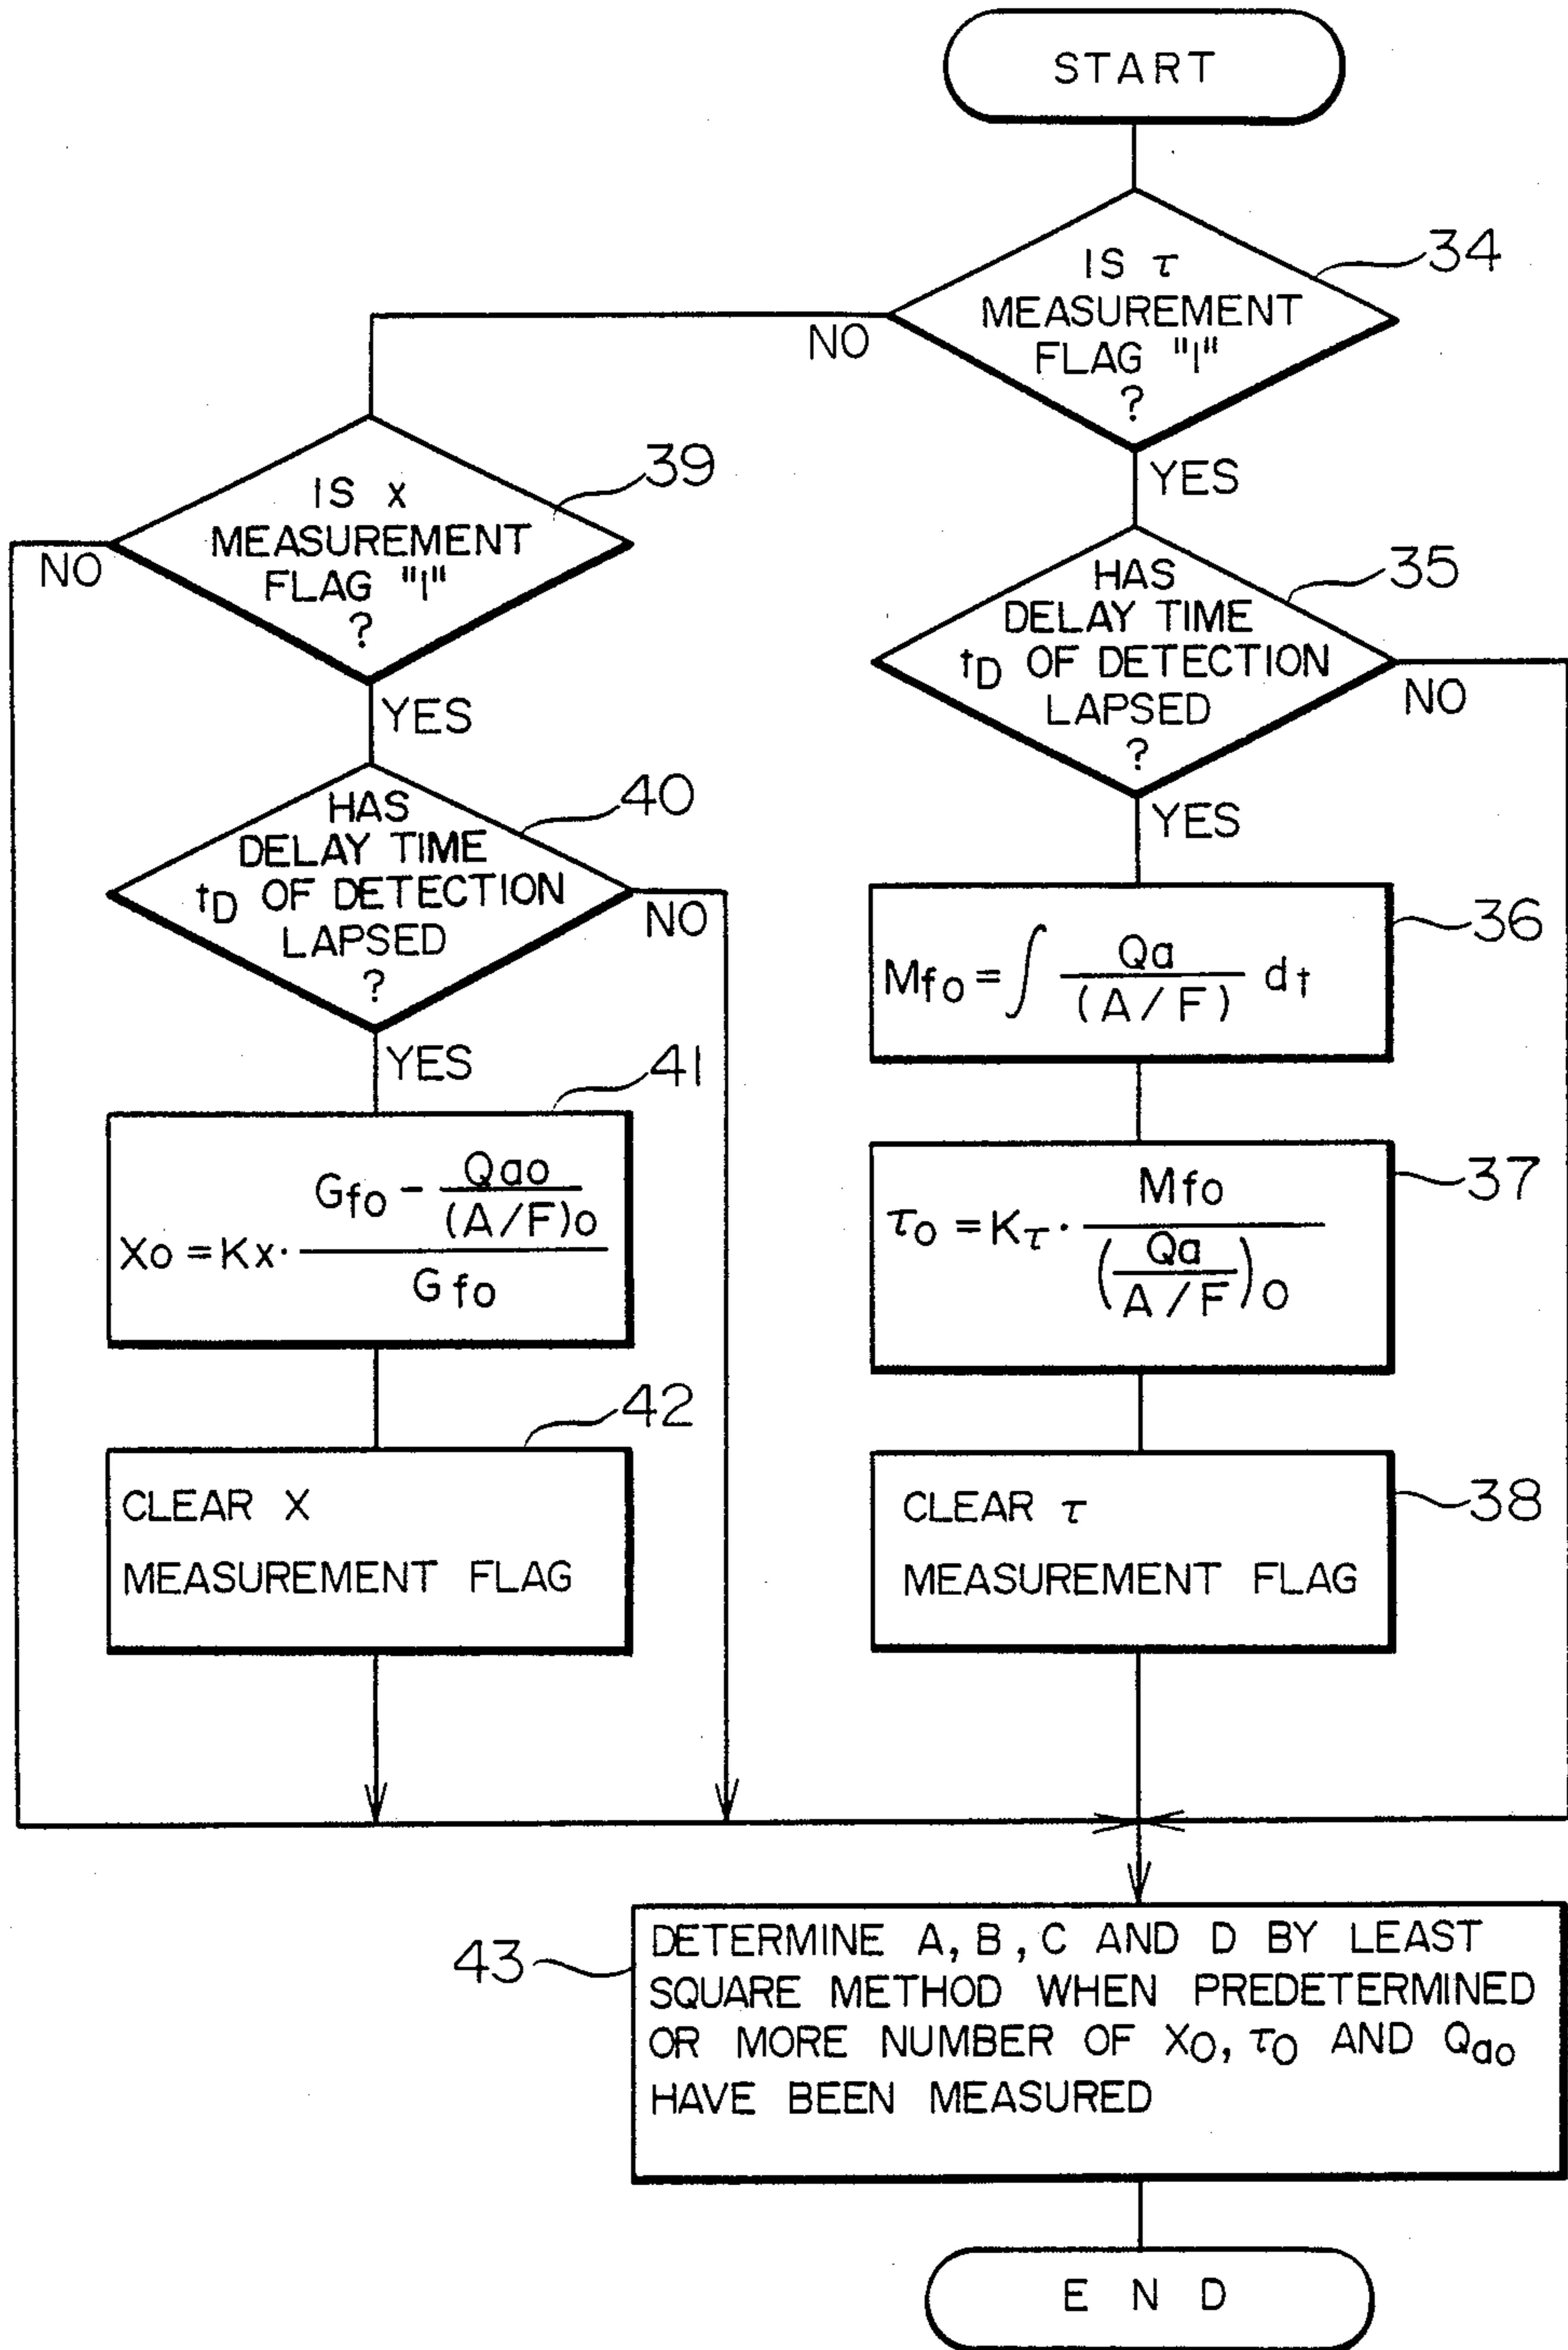 START
IS τ
MEASUREMENT
FLAG "1"
?
34
NO
YES
HAS
DELAY TIME
tD OF DETECTION
LAPSED
?
35
NO
YES
Mfo = ∫ Qa / (A/F) dt
36
τo = Kτ · Mfo / (Qa / A/F)o
37
CLEAR τ
MEASUREMENT FLAG
38
IS x
MEASUREMENT
FLAG "1"
?
39
NO
YES
HAS
DELAY TIME
tD OF DETECTION
LAPSED
?
40
NO
YES
41
Xo = Kx · (Gfo - Qao / (A/F)o) / Gfo
42
CLEAR X
MEASUREMENT FLAG
43
DETERMINE A, B, C AND D BY LEAST
SQUARE METHOD WHEN PREDETERMINED
OR MORE NUMBER OF XO, τO AND Qao
HAVE BEEN MEASURED
END